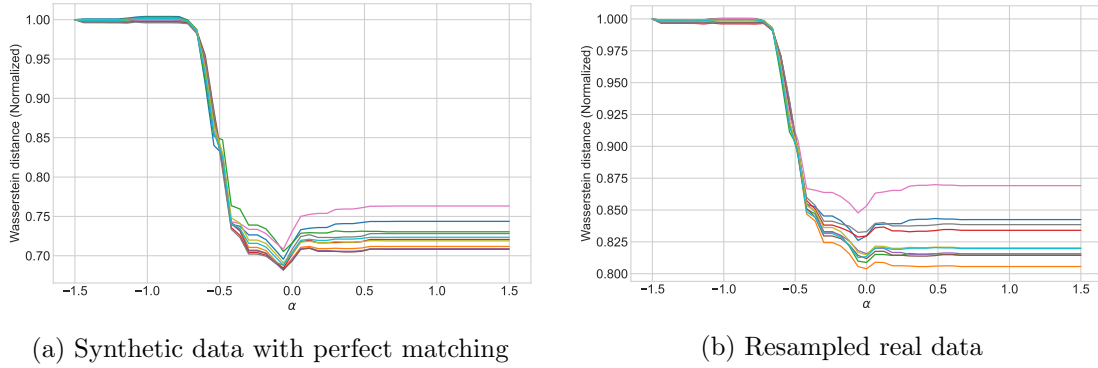 1.00
0.95
0.90
0.85
0.80
0.75
0.70
Wasserstein distance (Normalized)
−1.5 −1.0 −0.5 0.0 0.5 1.0 1.5
α
(a) Synthetic data with perfect matching
1.000
0.975
0.950
0.925
0.900
0.875
0.850
0.825
0.800
Wasserstein distance (Normalized)
−1.5 −1.0 −0.5 0.0 0.5 1.0 1.5
α
(b) Resampled real data